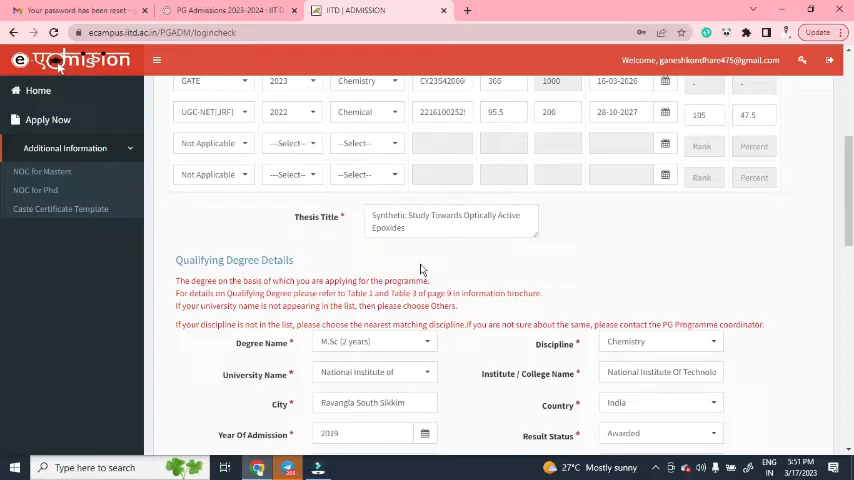 Your password has been reset -
PG Admissions 2023-2024 : IIT D
IITD | ADMISSION
ecampus.iitd.ac.in/PGADM/logincheck
Update
Welcome, ganeshkondhare475@gmail.com
Home
Apply Now
Additional Information
NOC for Masters
NOC for Phd
Caste Certificate Template
GATE 2023 Chemistry CY23S42066 366 1000 16-03-2026 - -
UGC-NET[JRF] 2022 Chemical 95.5 200 28-10-2027 105 47.5
Not Applicable ---Select-- --Select-- Rank Percent
Not Applicable ---Select-- --Select-- Rank Percent
Thesis Title *
Synthetic Study Towards Optically Active
Epoxides
Qualifying Degree Details
The degree on the basis of which you are applying for the programme.
For details on Qualifying Degree please refer to Table 1 and Table 3 of page 9 in information brochure.
If your university name is not appearing in the list, then please choose Others.
If your discipline is not in the list, please choose the nearest matching discipline.If you are not sure about the same, please contact the PG Programme coordinator.
Degree Name * M.Sc (2 years) Discipline * Chemistry
University Name * National Institute of Institute / College Name * National Institute Of Technolo
City * Ravangla South Sikkim Country * India
Year Of Admission * 2019 Result Status * Awarded
Type here to search
27°C Mostly sunny
ENG
IN
5:51 PM
3/17/2023